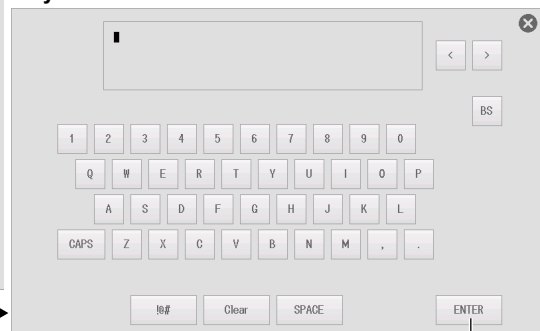 < >
BS
1 2 3 4 5 6 7 8 9 0
Q W E R T Y U I O P
A S D F G H J K L
CAPS Z X C V B N M , .
!@# Clear SPACE ENTER